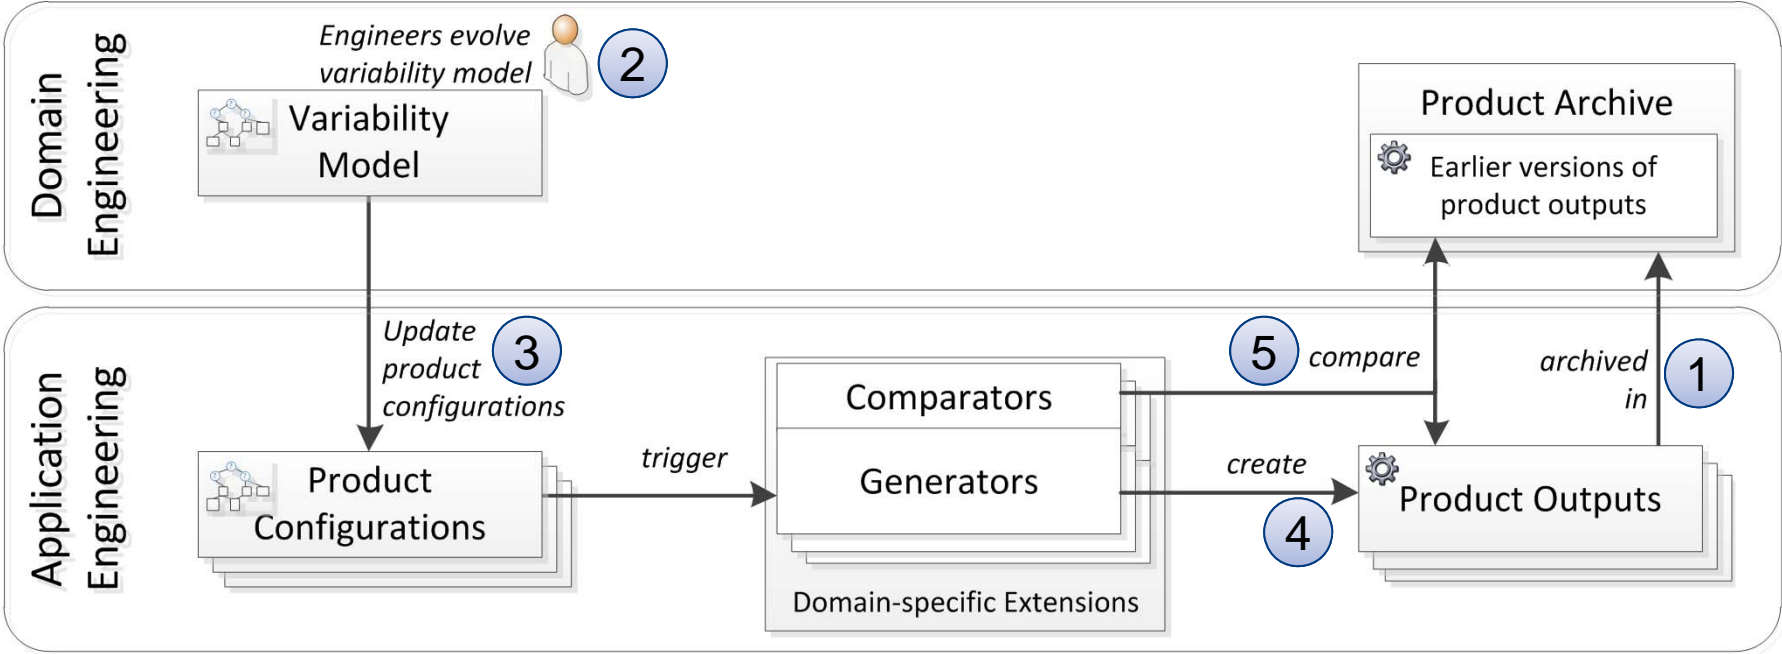 Domain
Engineering
Engineers evolve
variability model
2
Variability
Model
Product Archive
Earlier versions of
product outputs
Application
Engineering
Update
product
configurations
3
Product
Configurations
trigger
Comparators
Generators
Domain-specific Extensions
5
compare
archived
in
1
create
4
Product Outputs